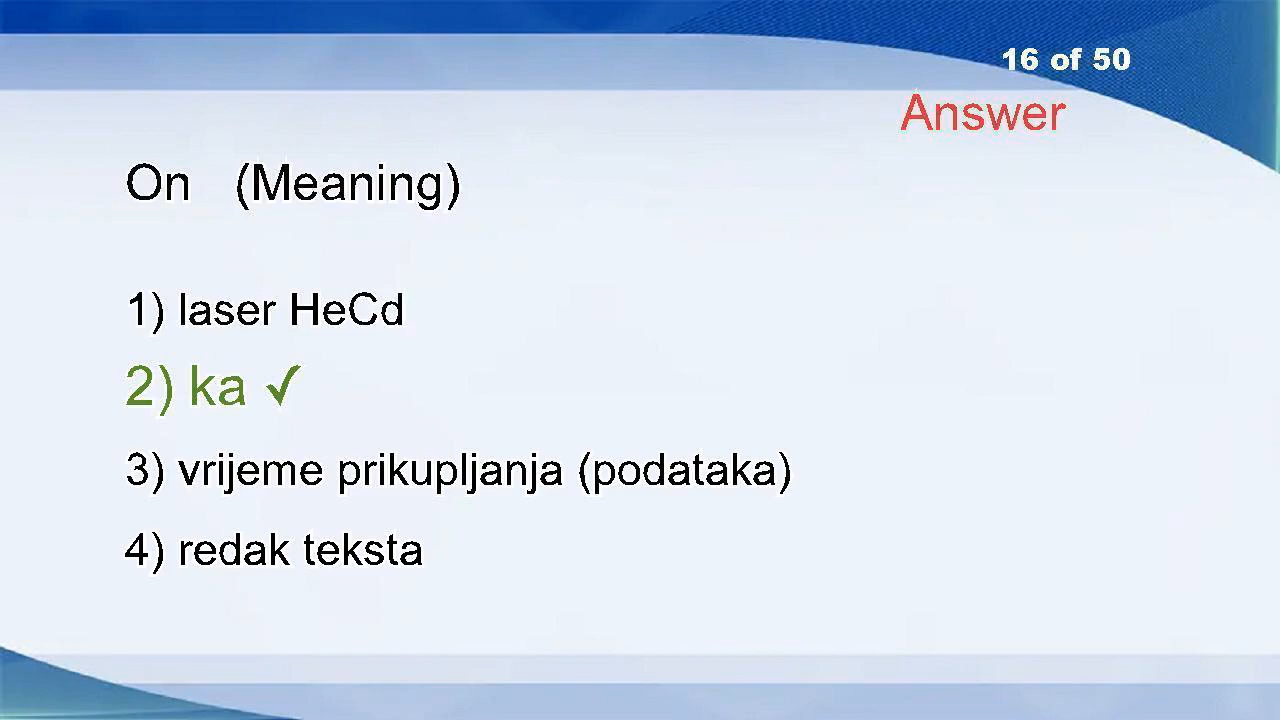 16 of 50
Answer
On (Meaning)
1) laser HeCd
2) ka ✓
3) vrijeme prikupljanja (podataka)
4) redak teksta